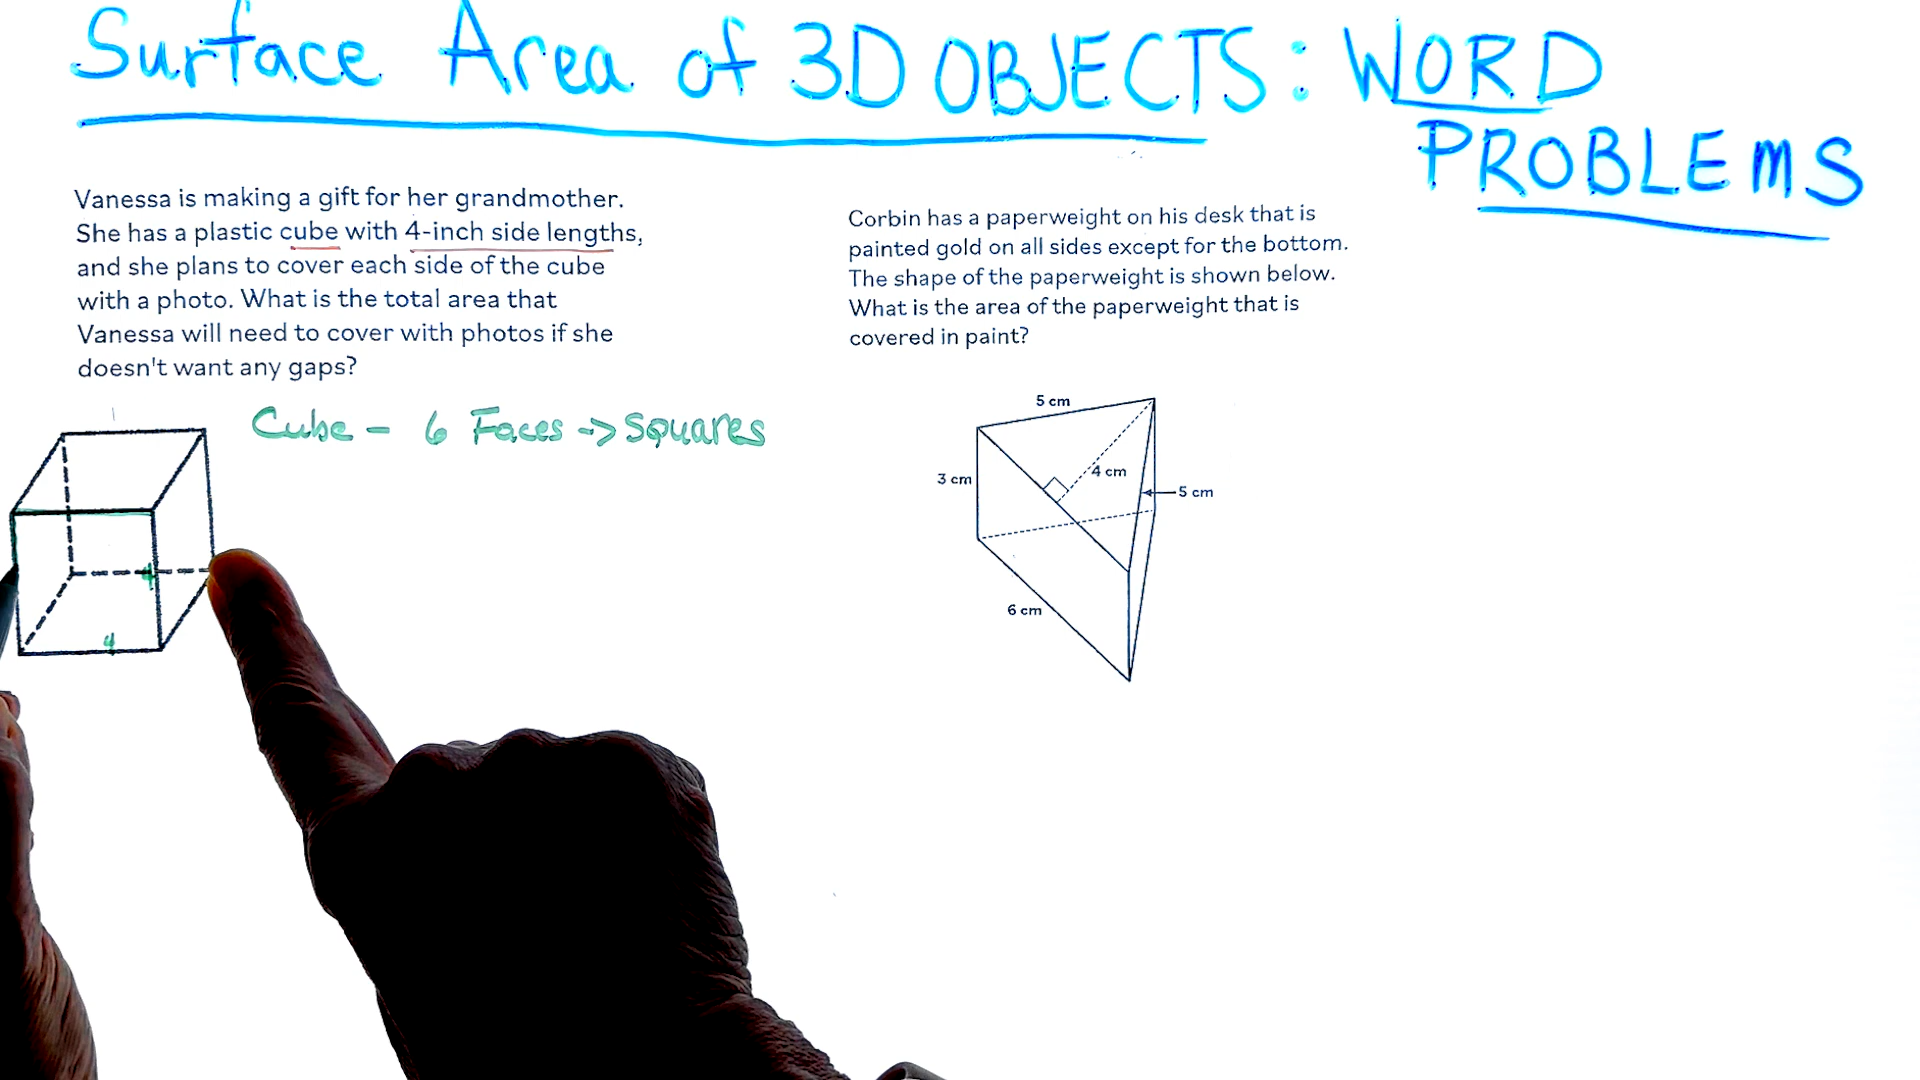 Surface Area of 3D OBJECTS: WORD
PROBLEMS
Vanessa is making a gift for her grandmother.
She has a plastic cube with 4-inch side lengths,
and she plans to cover each side of the cube
with a photo. What is the total area that
Vanessa will need to cover with photos if she
doesn't want any gaps?
Cube - 6 Faces -> Squares
4
4
Corbin has a paperweight on his desk that is
painted gold on all sides except for the bottom.
The shape of the paperweight is shown below.
What is the area of the paperweight that is
covered in paint?
5 cm
3 cm
4 cm
5 cm
6 cm